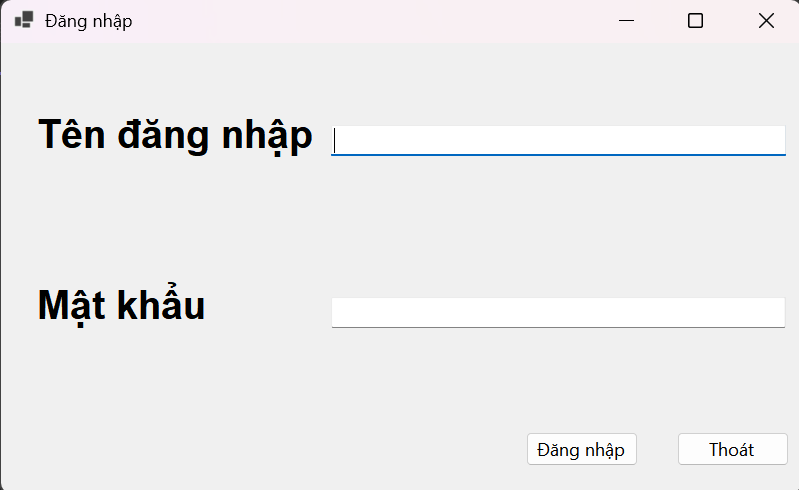 Đăng nhập
Tên đăng nhập
Mật khẩu
Đăng nhập Thoát